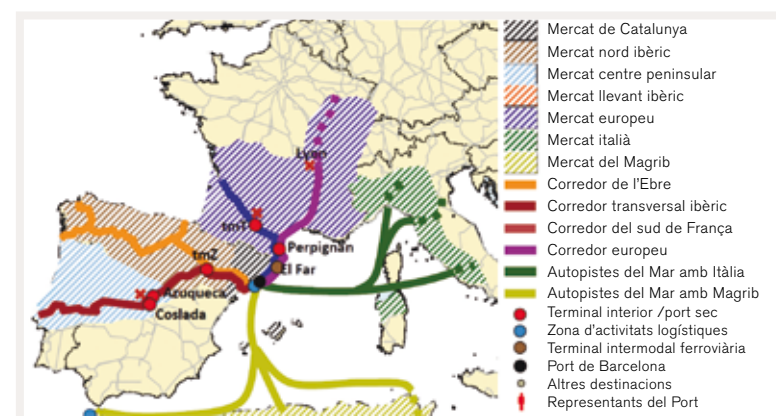 Mercat de Catalunya
Mercat nord ibèric
Mercat centre peninsular
Mercat llevant ibèric
Mercat europeu
Mercat italià
Mercat del Magrib
Corredor de l'Ebre
Corredor transversal ibèric
Corredor del sud de França
Corredor europeu
Autopistes del Mar amb Itàlia
Autopistes del Mar amb Magrib
Terminal interior /port sec
Zona d'activitats logístiques
Terminal intermodal ferroviària
Port de Barcelona
Altres destinacions
Representants del Port
Lyon
tmT
Perpignan
tmZ
El Far
Azuqueca
Coslada